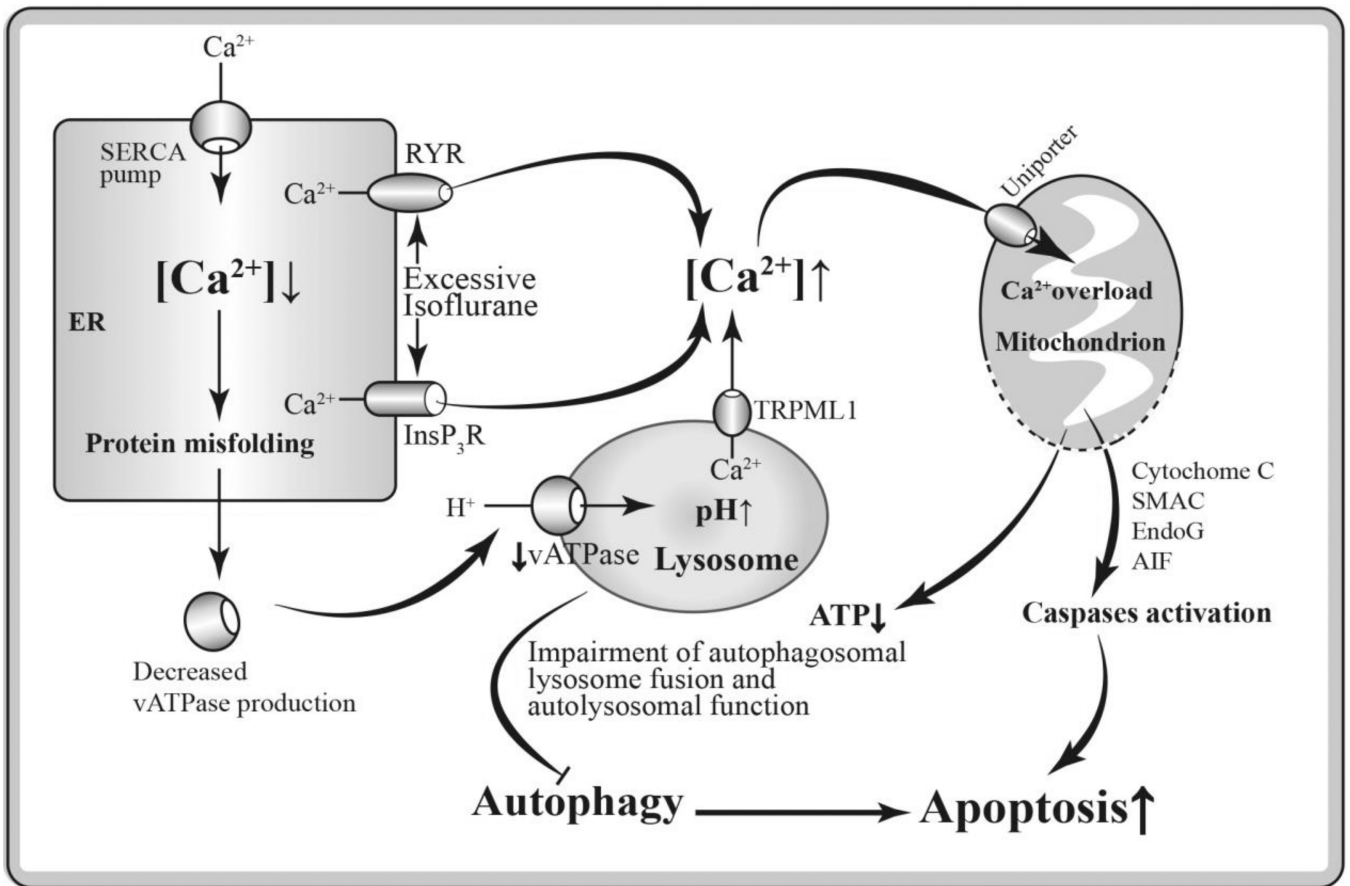 Ca²⁺
SERCA
pump
RYR
Ca²⁺
[Ca²⁺]↓
Excessive
Isoflurane
ER
Ca²⁺
InsP₃R
Protein misfolding
Decreased
vATPase production
[Ca²⁺]↑
TRPML1
Ca²⁺
H⁺
pH↑
↓vATPase
Lysosome
Uniporter
Ca²⁺overload
Mitochondrion
Cytochome C
SMAC
EndoG
AIF
ATP↓
Caspases activation
Impairment of autophagosomal
lysosome fusion and
autolysosomal function
Autophagy
Apoptosis↑